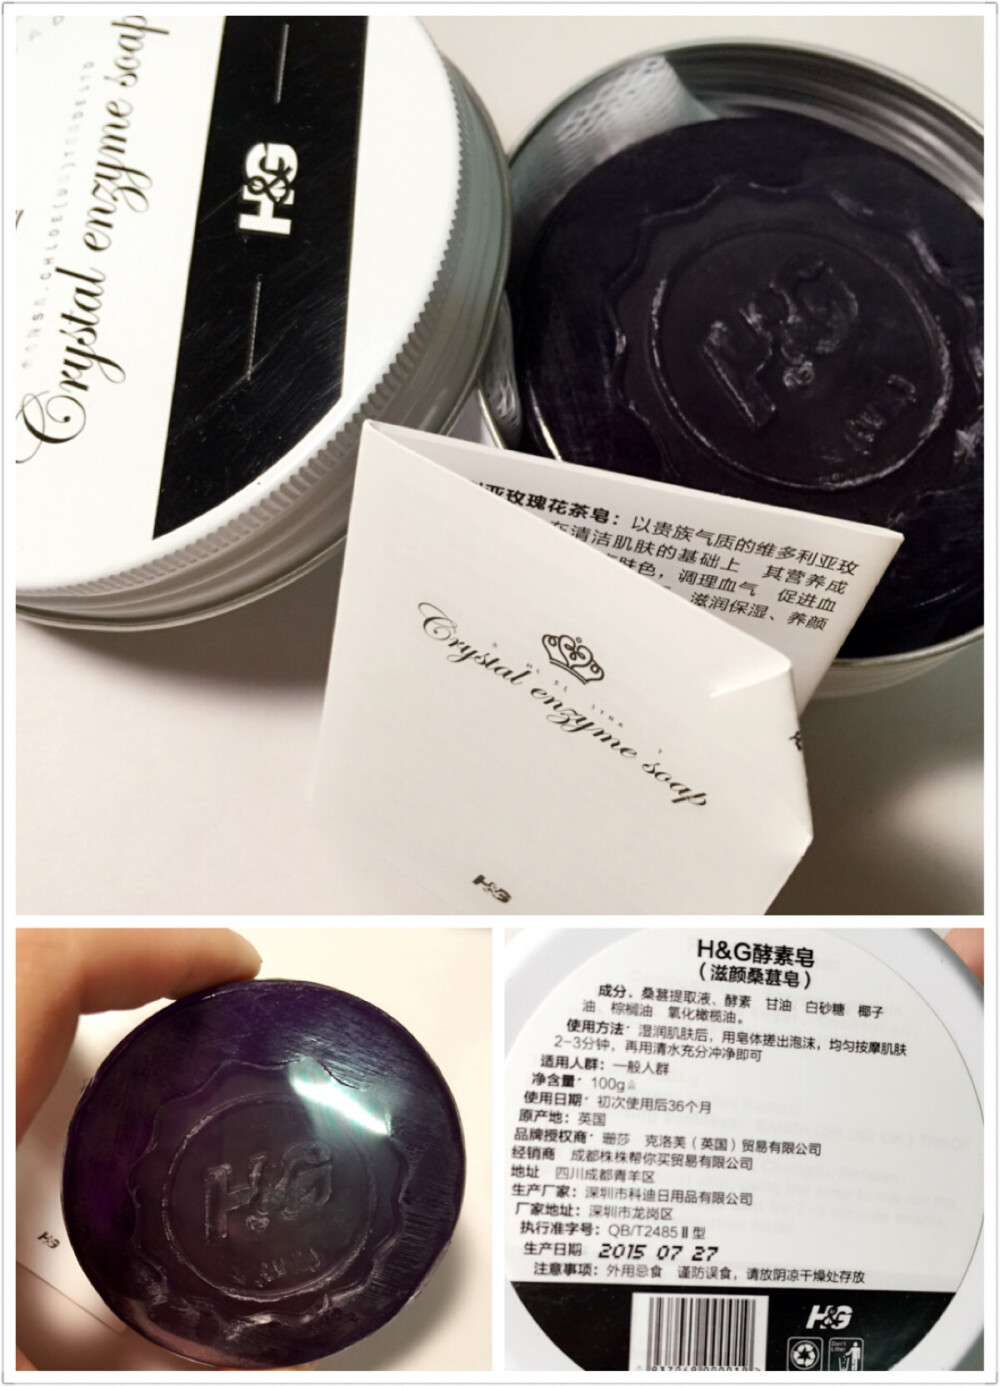 Crystal enzyme soap
H&G
H&G
亚玫瑰花茶皂：以贵族气质的维多利亚玫
在清洁肌肤的基础上 其营养成
肤色，调理血气 促进血
滋润保湿、养颜
Crystal enzyme soap
H&G
H&G
H&G
H&G酵素皂
（滋颜桑葚皂）
成分：桑葚提取液、酵素 甘油 白砂糖 椰子
油、棕榈油 氧化橄榄油。
使用方法：湿润肌肤后，用皂体搓出泡沫，均匀按摩肌肤
2-3分钟，再用清水充分冲净即可
适用人群：一般人群
净含量：100g
使用日期：初次使用后36个月
原产地：英国
品牌授权商：珊莎 克洛美（英国）贸易有限公司
经销商 成都株株帮你买贸易有限公司
地址 四川成都青羊区
生产厂家：深圳市科迪日用品有限公司
厂家地址：深圳市龙岗区
执行准字号：QB/T2485Ⅱ型
生产日期 2015 07 27
注意事项：外用忌食 谨防误食，请放阴凉干燥处存放
H&G